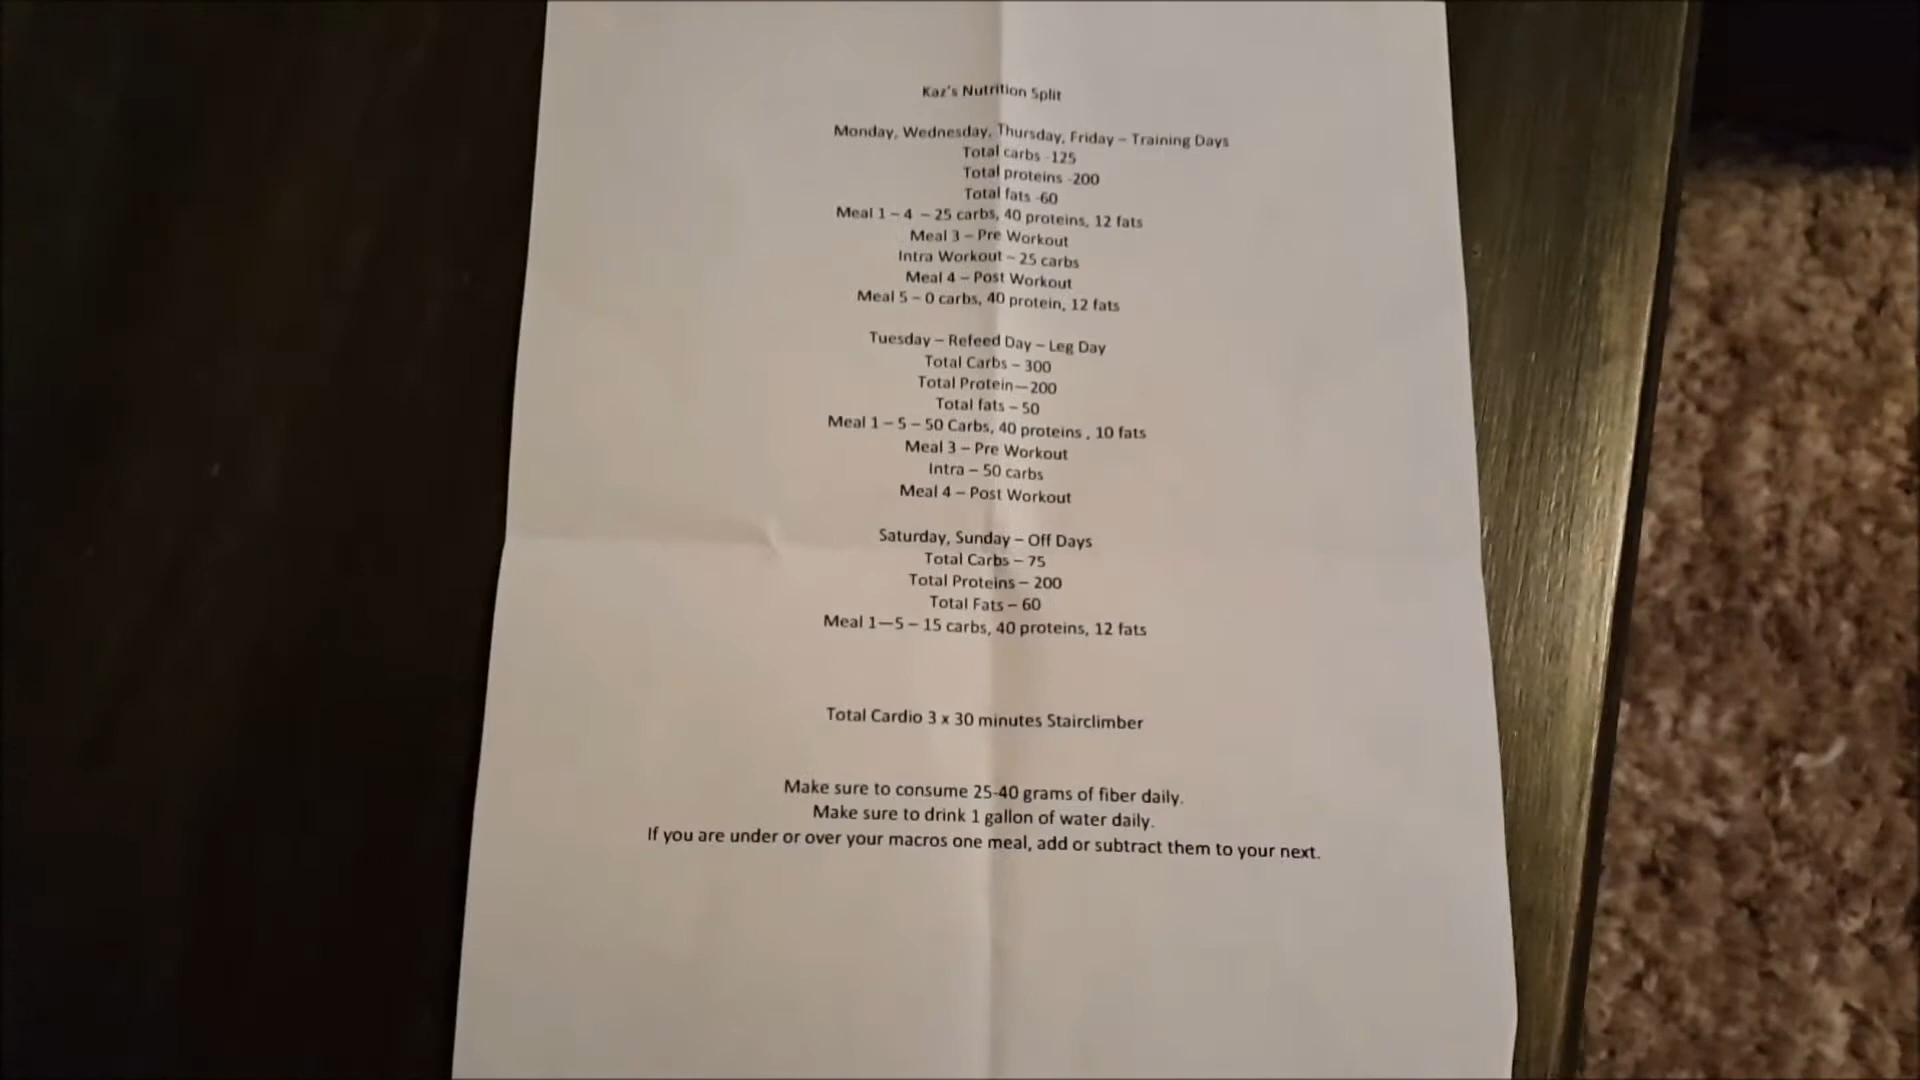 Kaz's Nutrition Split
Monday, Wednesday, Thursday, Friday – Training Days
Total carbs -125
Total proteins -200
Total fats -60
Meal 1 – 4 – 25 carbs, 40 proteins, 12 fats
Meal 3 – Pre Workout
Intra Workout – 25 carbs
Meal 4 – Post Workout
Meal 5 – 0 carbs, 40 protein, 12 fats
Tuesday – Refeed Day – Leg Day
Total Carbs – 300
Total Protein—200
Total fats – 50
Meal 1 – 5 – 50 Carbs, 40 proteins , 10 fats
Meal 3 – Pre Workout
Intra – 50 carbs
Meal 4 – Post Workout
Saturday, Sunday – Off Days
Total Carbs – 75
Total Proteins – 200
Total Fats – 60
Meal 1—5 – 15 carbs, 40 proteins, 12 fats
Total Cardio 3 x 30 minutes Stairclimber
Make sure to consume 25-40 grams of fiber daily.
Make sure to drink 1 gallon of water daily.
If you are under or over your macros one meal, add or subtract them to your next.